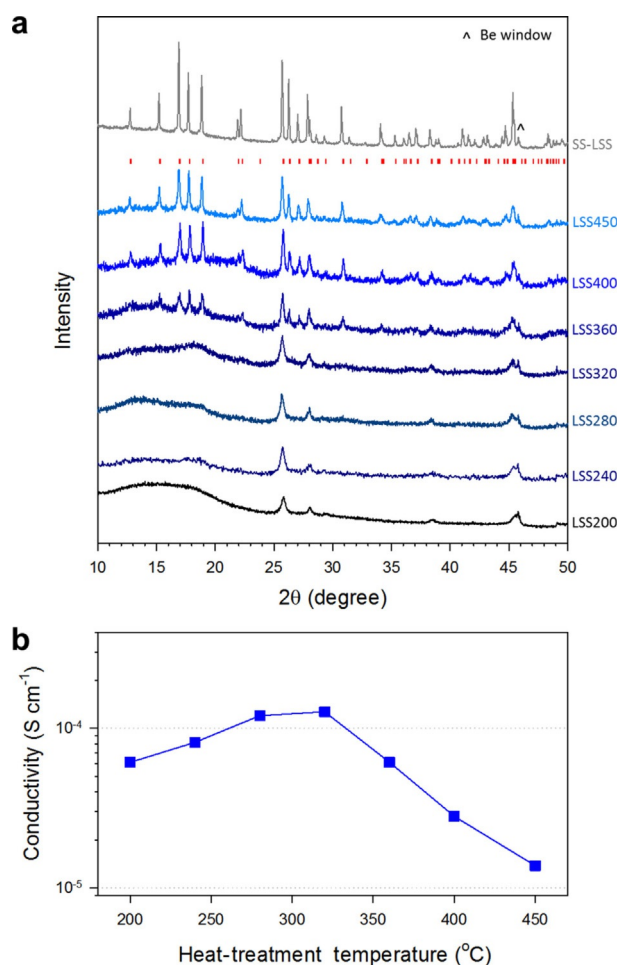 a
^ Be window
SS-LSS
LSS450
LSS400
LSS360
LSS320
LSS280
LSS240
LSS200
Intensity
10 15 20 25 30 35 40 45 50
2θ (degree)
b
Conductivity (S cm⁻¹)
10⁻⁴
10⁻⁵
200 250 300 350 400 450
Heat-treatment temperature (°C)